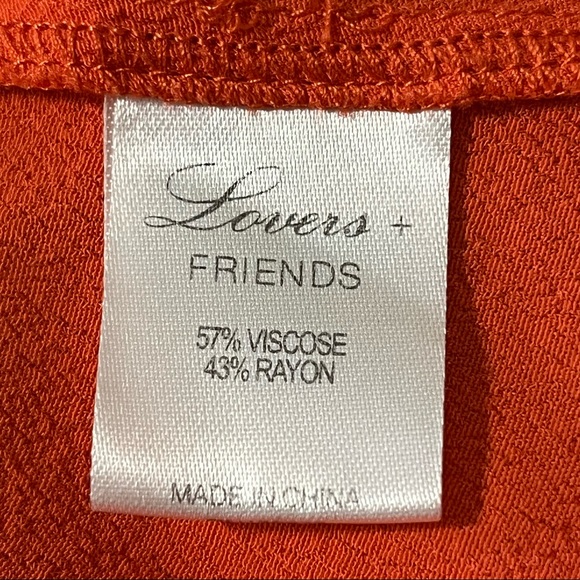 Lovers +
FRIENDS
57% VISCOSE
43% RAYON
MADE IN CHINA